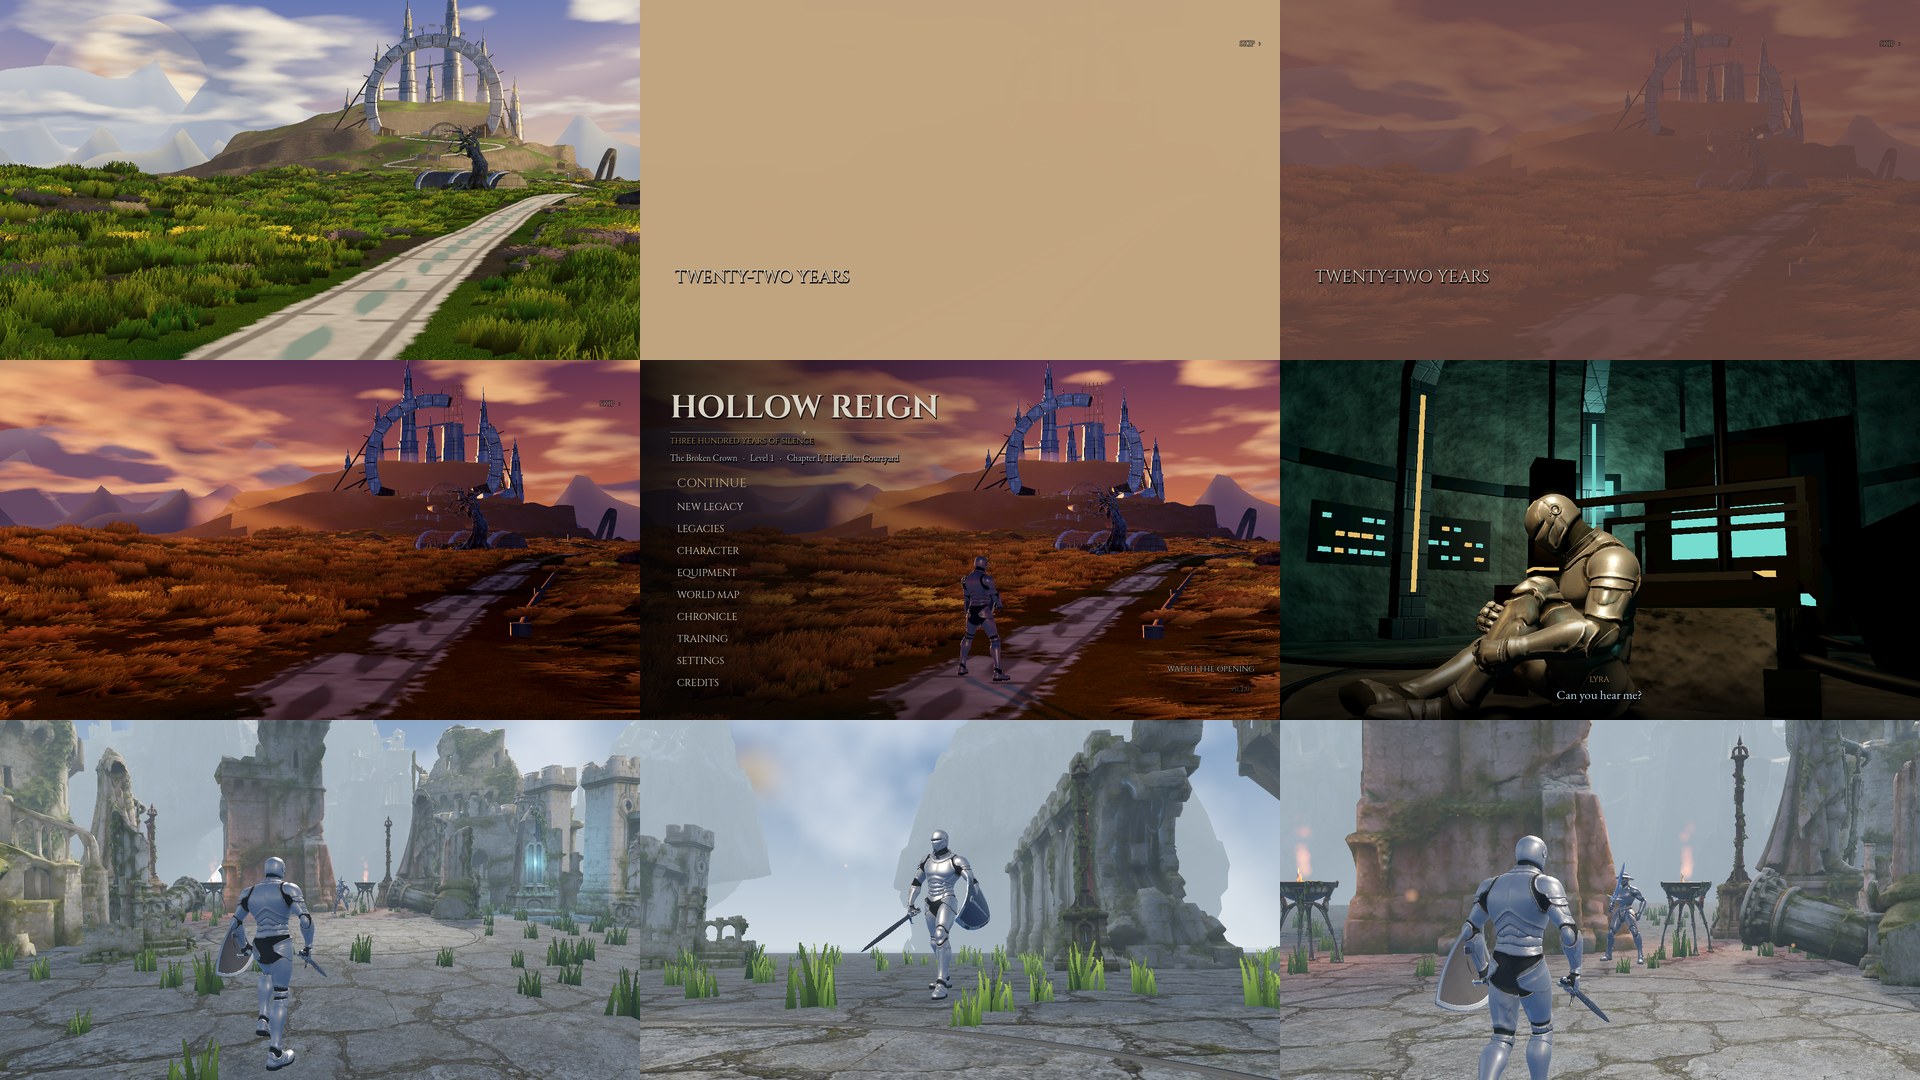 TWENTY-TWO YEARS
TWENTY-TWO YEARS
HOLLOW REIGN
THREE HUNDRED YEARS OF SILENCE
The Broken Crown - Level 1 - Chapter I, The Fallen Courtyard
CONTINUE
NEW LEGACY
LEGACIES
CHARACTER
EQUIPMENT
WORLD MAP
CHRONICLE
TRAINING
SETTINGS
CREDITS
WATCH THE OPENING
LYRA
Can you hear me?